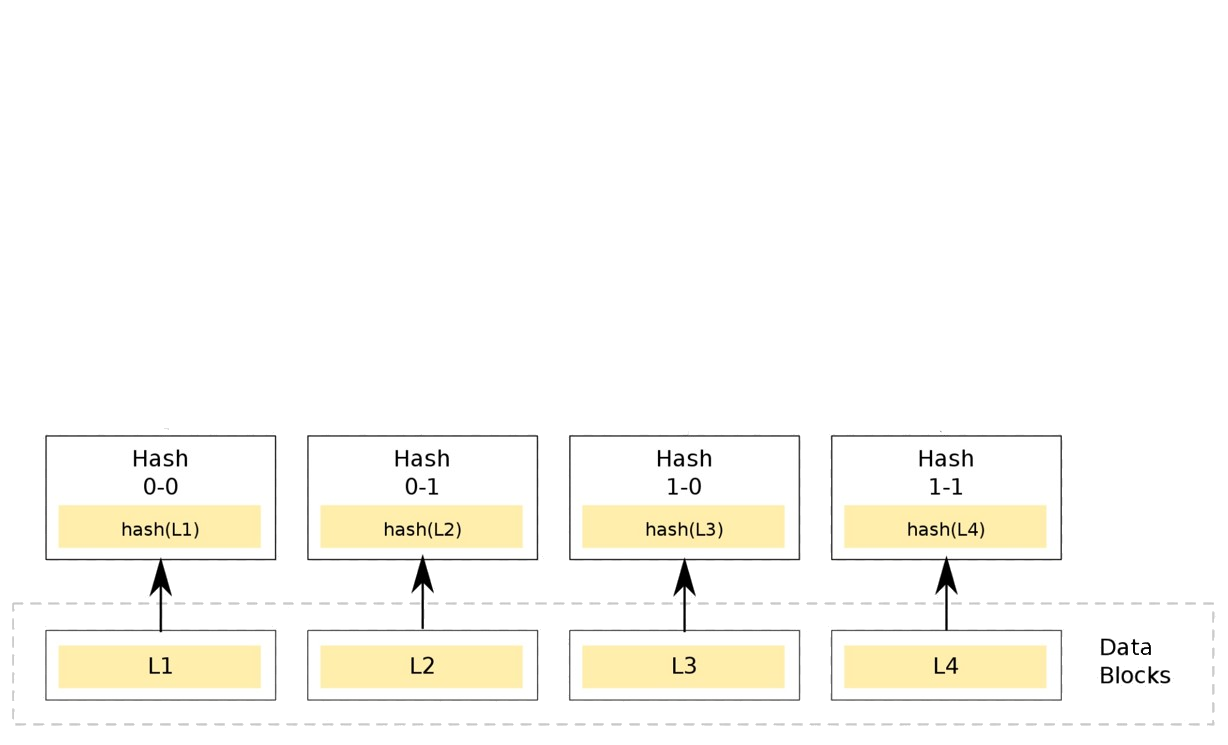 Hash
0-0
hash(L1)
Hash
0-1
hash(L2)
Hash
1-0
hash(L3)
Hash
1-1
hash(L4)
L1
L2
L3
L4
Data
Blocks